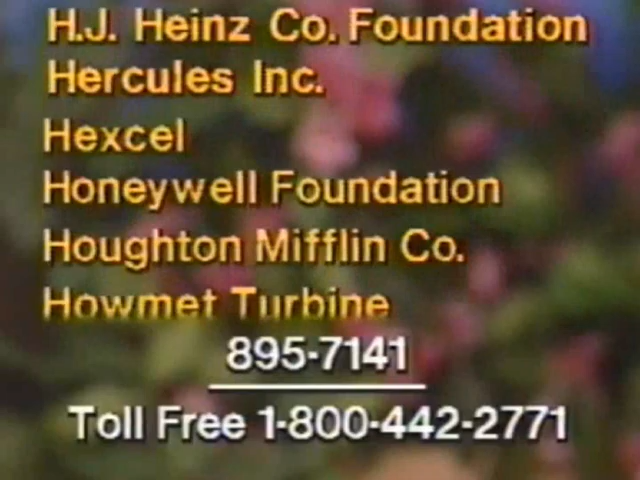 H.J. Heinz Co. Foundation
Hercules Inc.
Hexcel
Honeywell Foundation
Houghton Mifflin Co.
Howmet Turbine
895-7141
Toll Free 1-800-442-2771